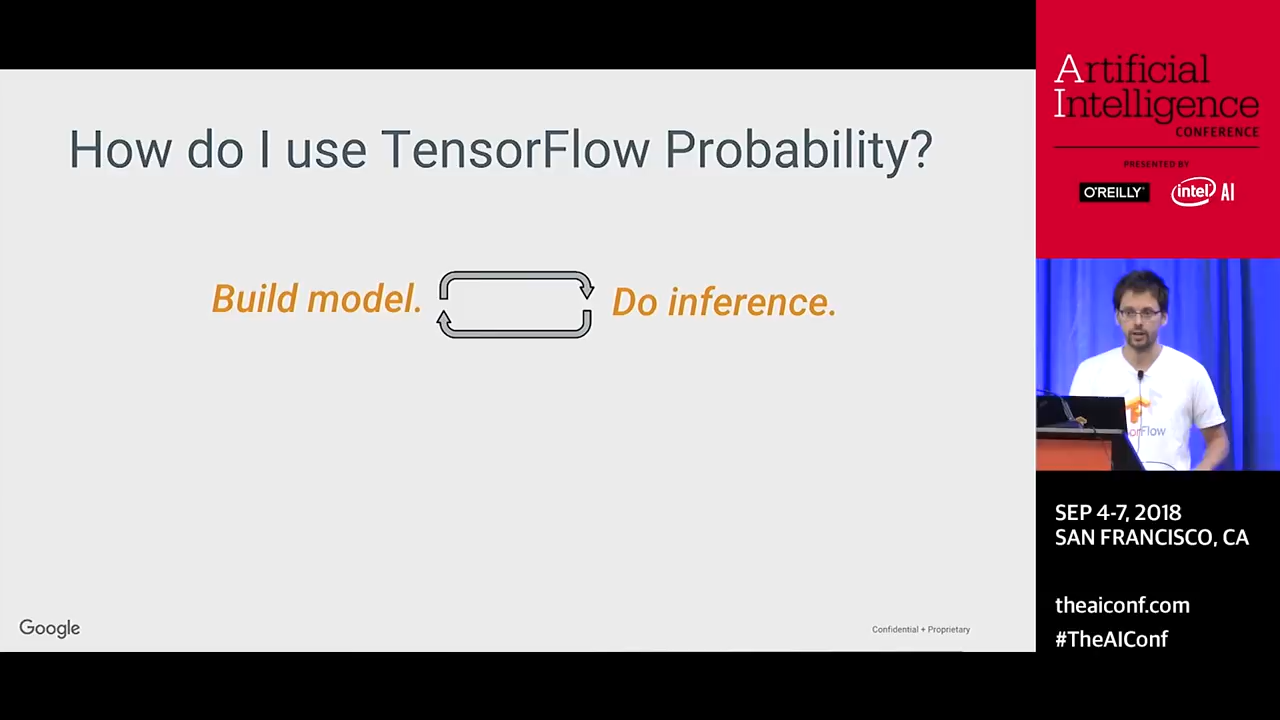 How do I use TensorFlow Probability?
Build model.
Do inference.
Google
Confidential + Proprietary
Artificial
Intelligence
CONFERENCE
PRESENTED BY
O'REILLY
intel AI
orFlow
SEP 4-7, 2018
SAN FRANCISCO, CA
theaiconf.com
#TheAIConf